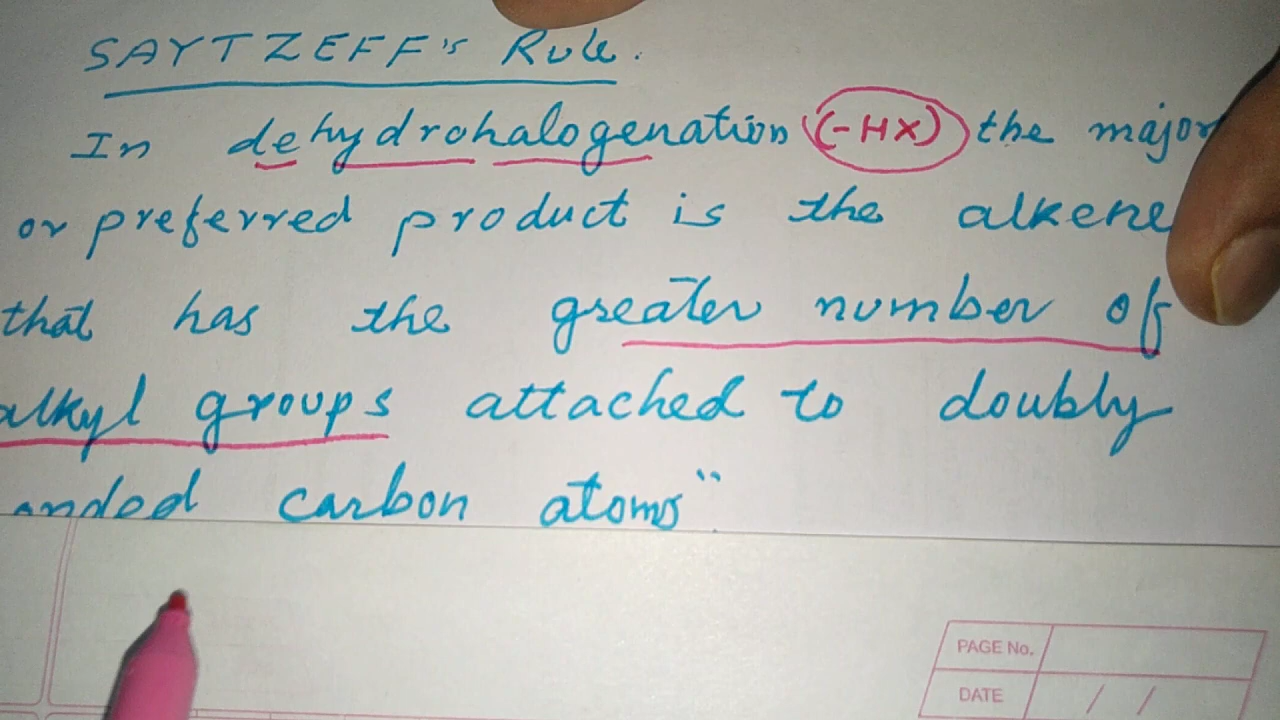 SAYTZEFF's Rule.
In dehydrohalogenation (-HX) the major
or preferred product is the alkene
that has the greater number of
alkyl groups attached to doubly
onded carbon atoms"
PAGE No.
DATE / /